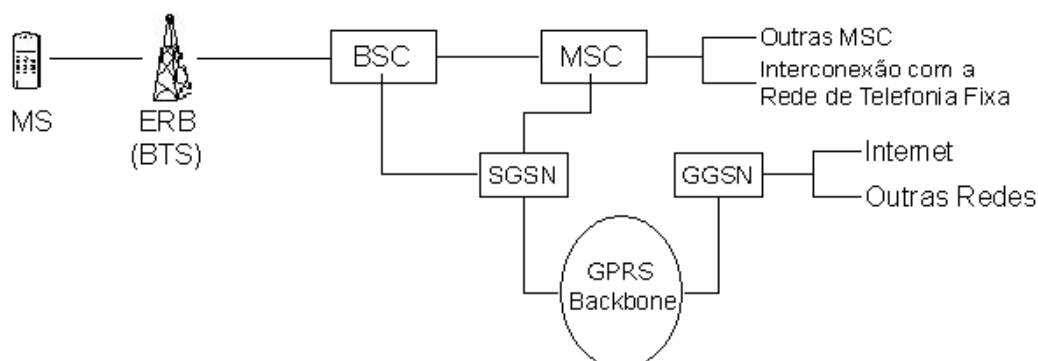 MS
ERB
(BTS)
BSC
MSC
Outras MSC
Interconexão com a
Rede de Telefonia Fixa
SGSN
GGSN
Internet
Outras Redes
GPRS
Backbone